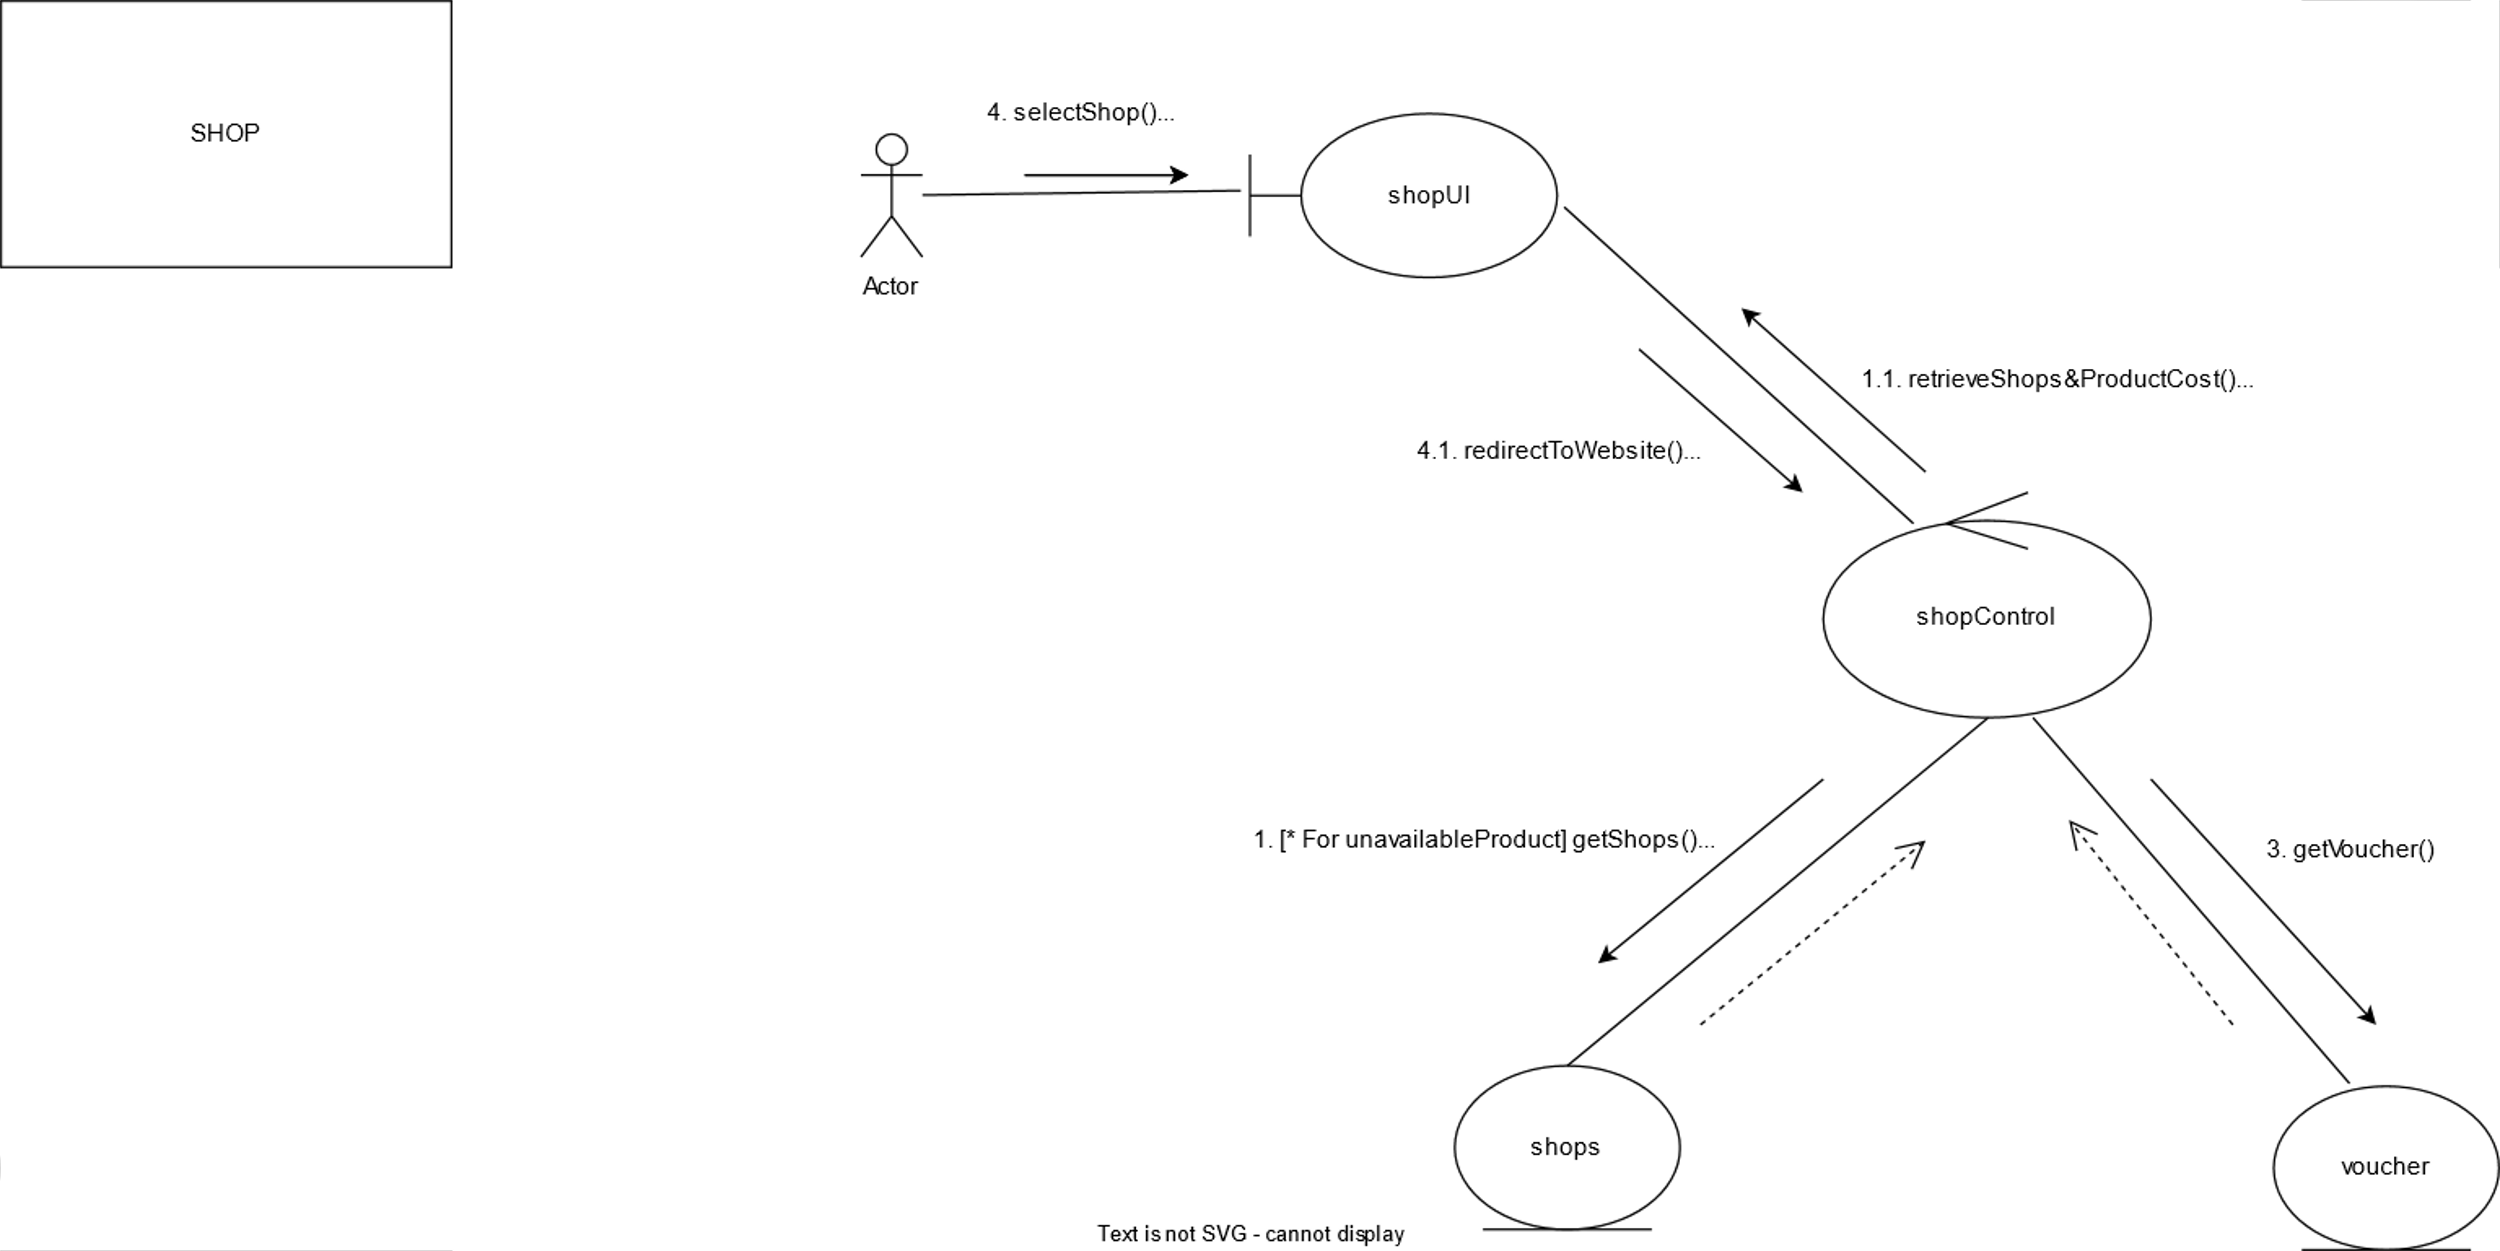 SHOP
4. selectShop()...
shopUI
Actor
1.1. retrieveShops&ProductCost()...
4.1. redirectToWebsite()...
shopControl
1. [* For unavailableProduct] getShops()...
3. getVoucher()
shops
voucher
Text is not SVG - cannot display